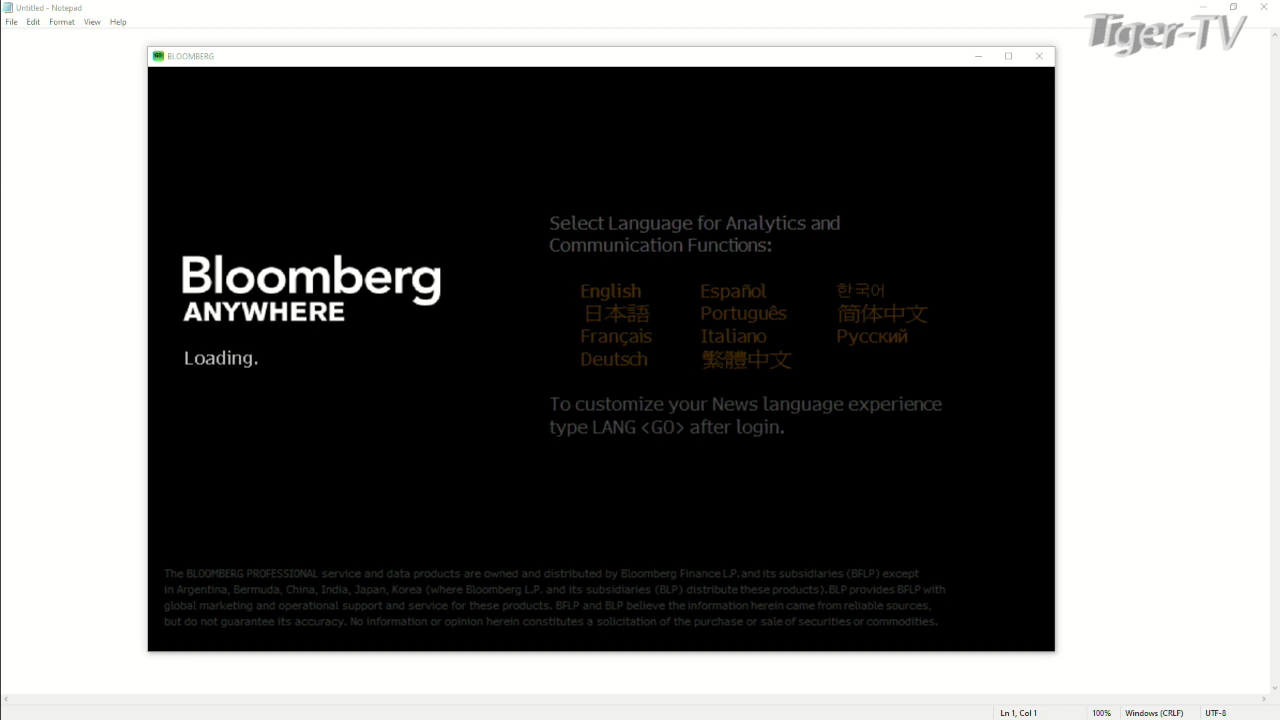 Untitled - Notepad
File Edit Format View Help
Tiger-TV
BLOOMBERG
Bloomberg
ANYWHERE
Loading.
Select Language for Analytics and
Communication Functions:
English Español 한국어
日本語 Português 简体中文
Français Italiano Русский
Deutsch 繁體中文
To customize your News language experience
type LANG <GO> after login.
The BLOOMBERG PROFESSIONAL service and data products are owned and distributed by Bloomberg Finance L.P. and its subsidiaries (BFLP) except
in Argentina, Bermuda, China, India, Japan, Korea (where Bloomberg L.P. and its subsidiaries (BLP) distribute these products). BLP provides BFLP with
global marketing and operational support and service for these products. BFLP and BLP believe the information herein came from reliable sources,
but do not guarantee its accuracy. No information or opinion herein constitutes a solicitation of the purchase or sale of securities or commodities.
Ln 1, Col 1 100% Windows (CRLF) UTF-8